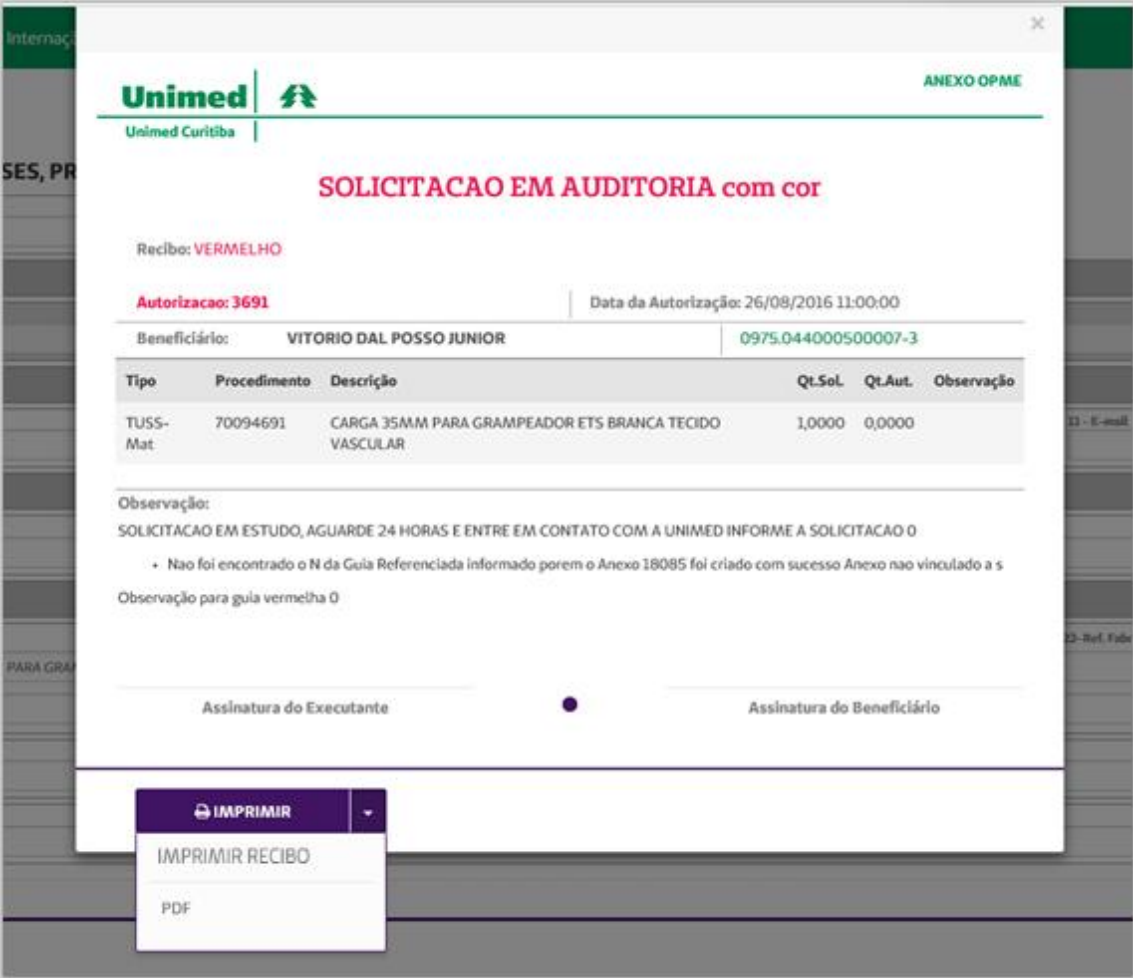 Internaç
×
Unimed
ANEXO OPME
Unimed Curitiba
SES, PR
SOLICITACAO EM AUDITORIA com cor
Recibo: VERMELHO
Autorizacao: 3691
Data da Autorização: 26/08/2016 11:00:00
Beneficiário: VITORIO DAL POSSO JUNIOR 0975.044000500007-3
Tipo Procedimento Descrição Qt.Sol. Qt.Aut. Observação
TUSS- 70094691 CARGA 35MM PARA GRAMPEADOR ETS BRANCA TECIDO 1,0000 0,0000
Mat VASCULAR
11 - E-mail
Observação:
SOLICITACAO EM ESTUDO, AGUARDE 24 HORAS E ENTRE EM CONTATO COM A UNIMED INFORME A SOLICITACAO 0
• Nao foi encontrado o N da Guia Referenciada informado porem o Anexo 18085 foi criado com sucesso Anexo nao vinculado a s
Observação para guia vermelha 0
22-Ref. Fabr
PARA GRA
Assinatura do Executante
Assinatura do Beneficiário
IMPRIMIR
IMPRIMIR RECIBO
PDF